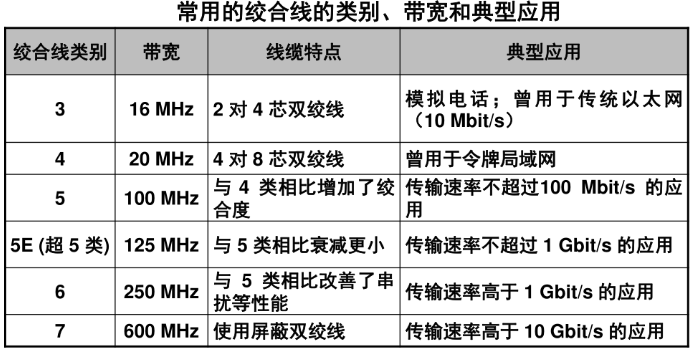 常用的绞合线的类别、带宽和典型应用
绞合线类别 带宽 线缆特点 典型应用
3 16 MHz 2 对 4 芯双绞线 模拟电话；曾用于传统以太网
（10 Mbit/s）
4 20 MHz 4 对 8 芯双绞线 曾用于令牌局域网
5 100 MHz 与 4 类相比增加了绞
合度 传输速率不超过100 Mbit/s 的应
用
5E (超 5 类) 125 MHz 与 5 类相比衰减更小 传输速率不超过 1 Gbit/s 的应用
6 250 MHz 与 5 类相比改善了串
扰等性能 传输速率高于 1 Gbit/s 的应用
7 600 MHz 使用屏蔽双绞线 传输速率高于 10 Gbit/s 的应用